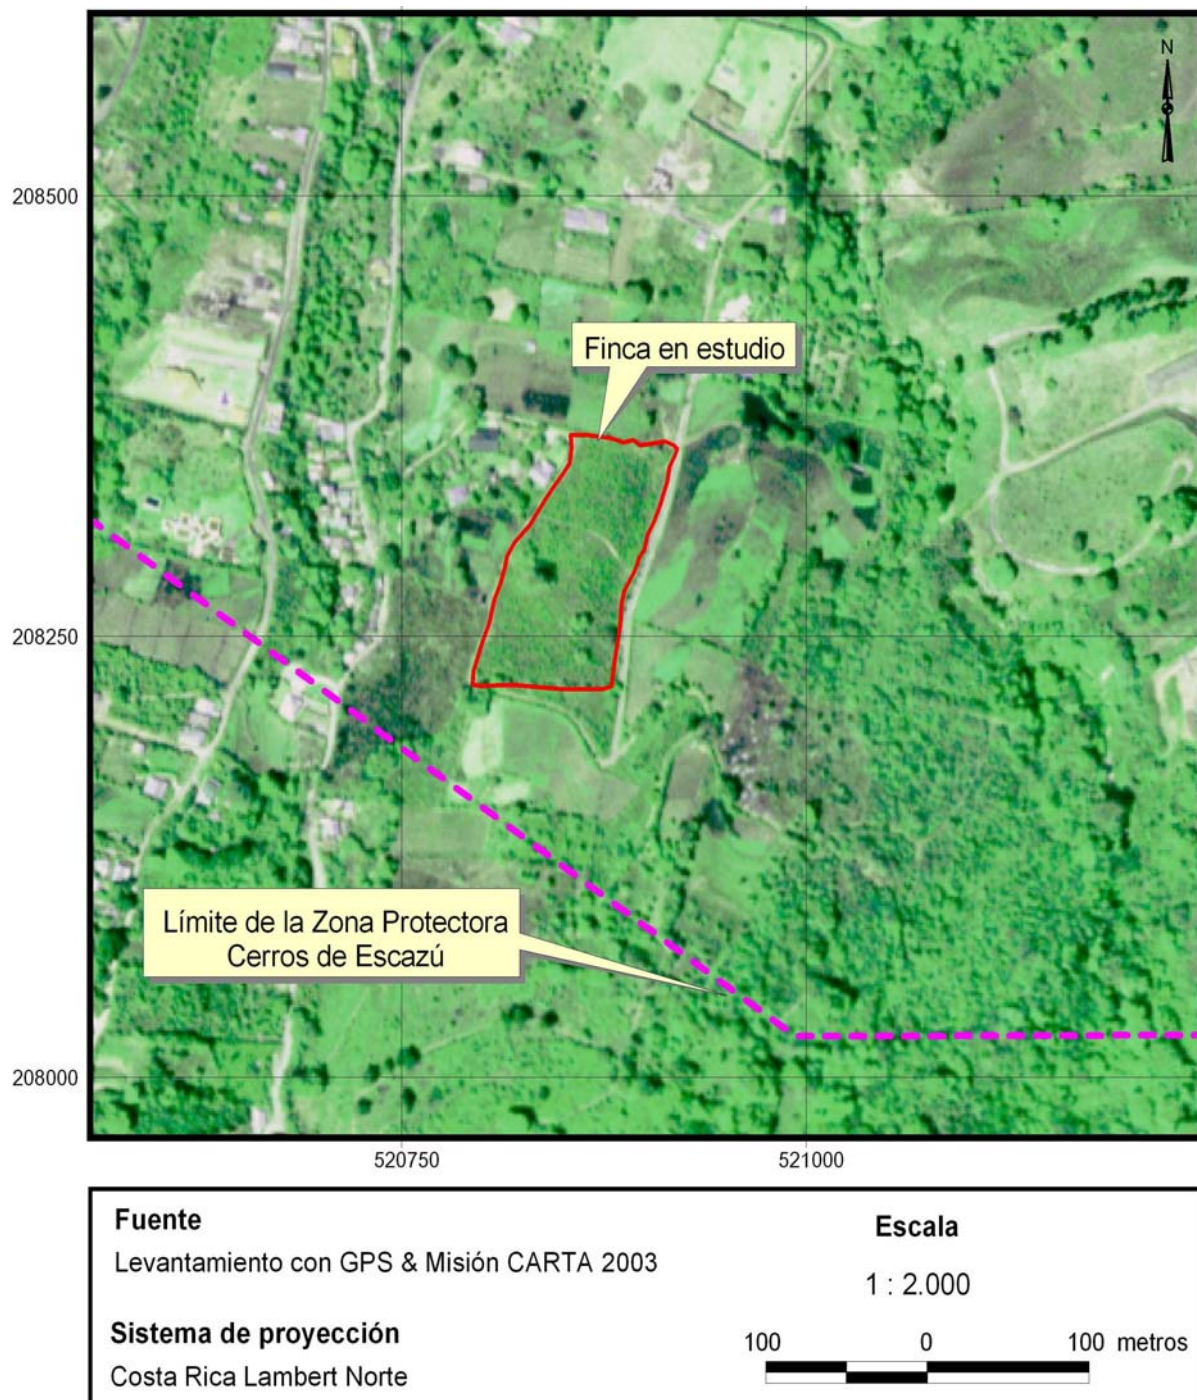 N
208500
Finca en estudio
208250
Límite de la Zona Protectora
Cerros de Escazú
208000
520750
521000
Fuente
Levantamiento con GPS & Misión CARTA 2003
Escala
1 : 2.000
Sistema de proyección
Costa Rica Lambert Norte
100 0 100 metros